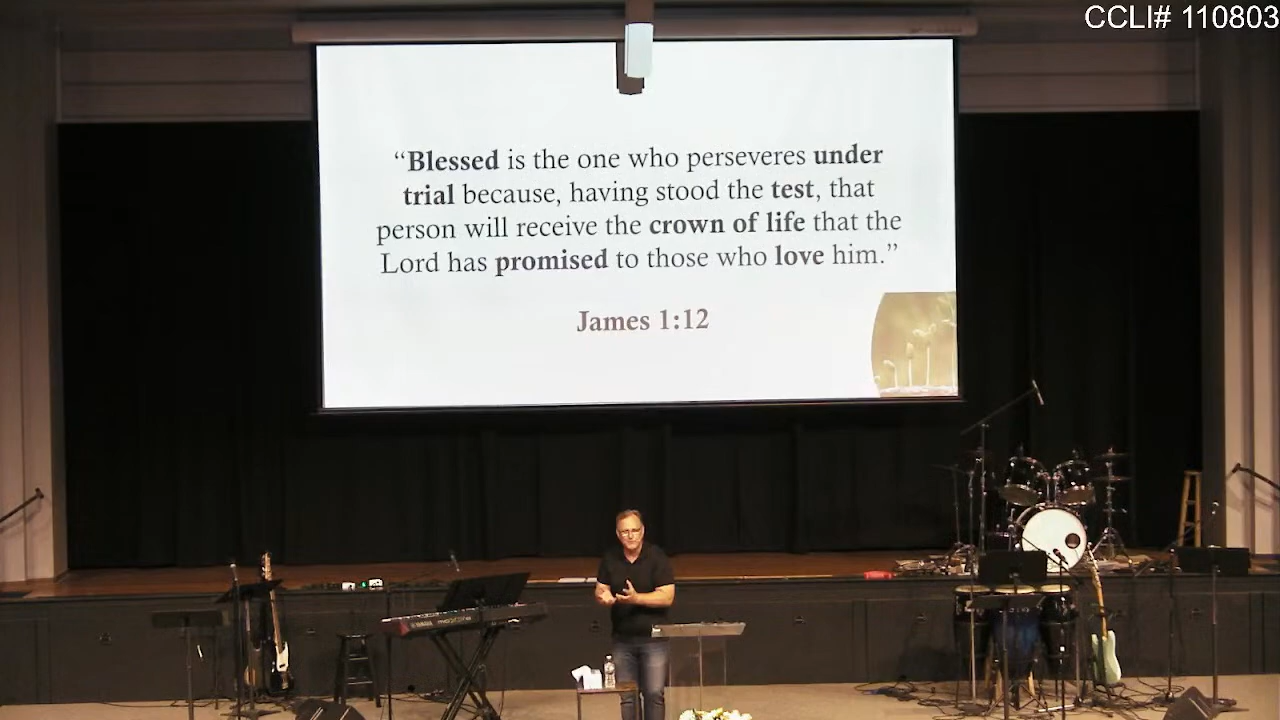 CCLI# 110803
“Blessed is the one who perseveres under
trial because, having stood the test, that
person will receive the crown of life that the
Lord has promised to those who love him.”
James 1:12